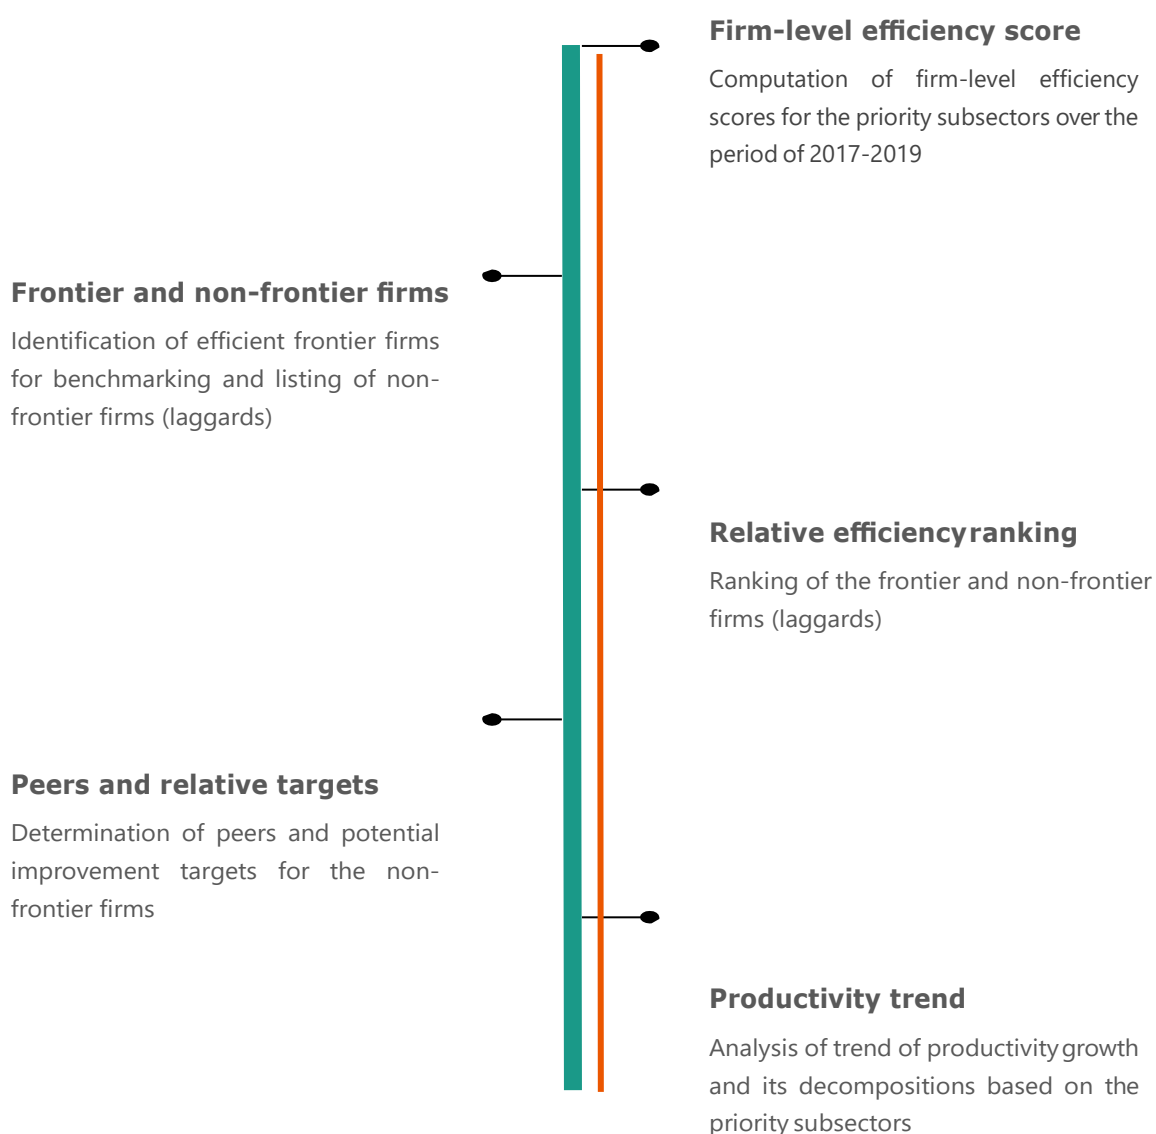 Firm-level efficiency score
Computation of firm-level efficiency
scores for the priority subsectors over the
period of 2017-2019
Frontier and non-frontier firms
Identification of efficient frontier firms
for benchmarking and listing of non-
frontier firms (laggards)
Relative efficiency ranking
Ranking of the frontier and non-frontier
firms (laggards)
Peers and relative targets
Determination of peers and potential
improvement targets for the non-
frontier firms
Productivity trend
Analysis of trend of productivity growth
and its decompositions based on the
priority subsectors